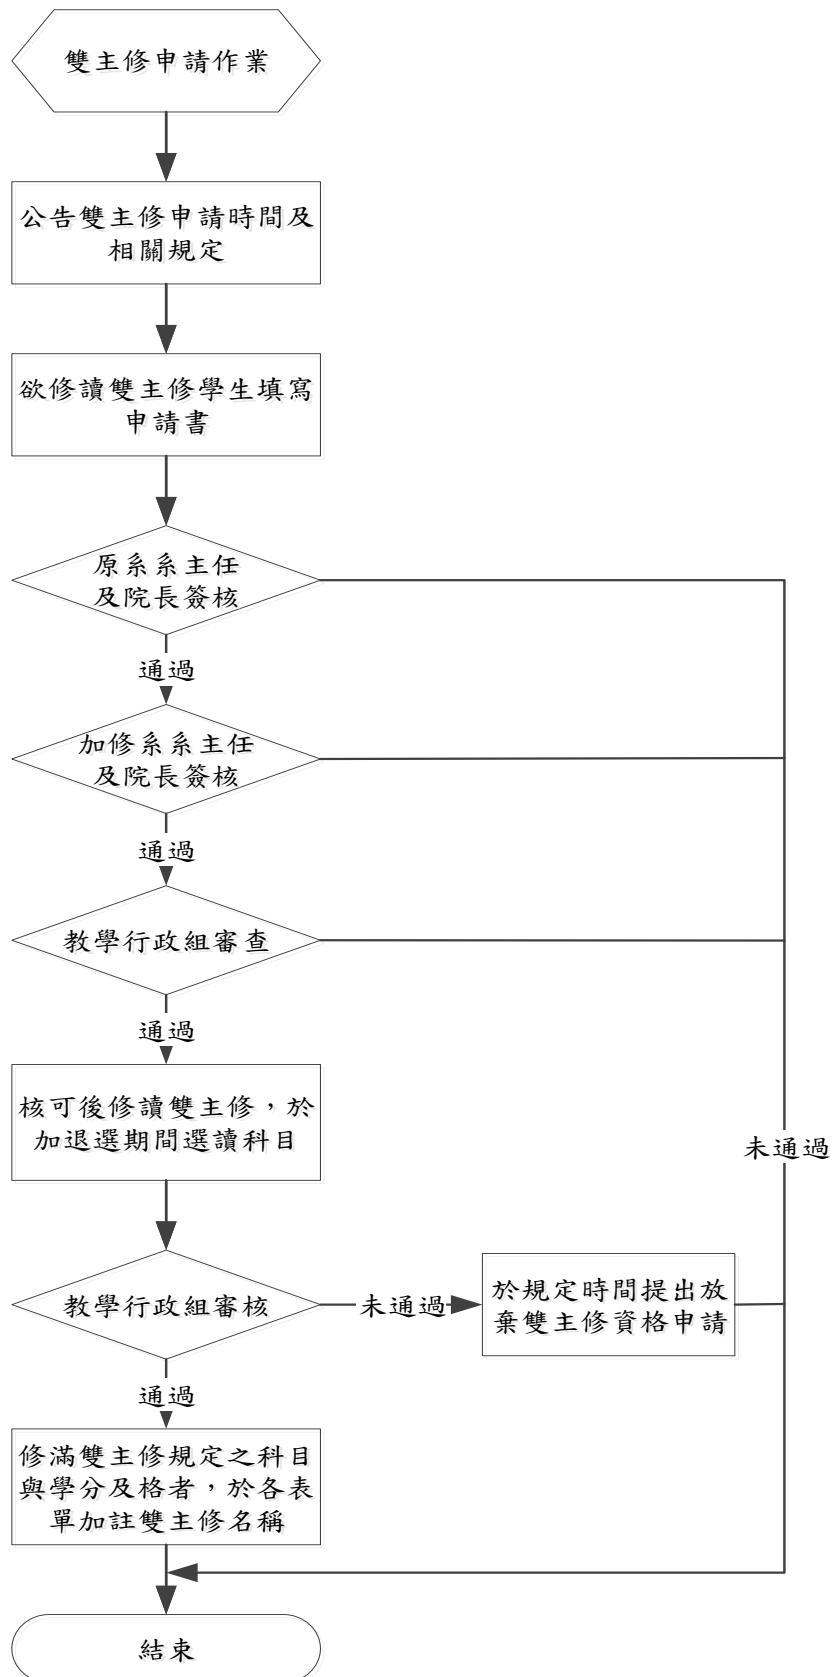 雙主修申請作業
公告雙主修申請時間及
相關規定
欲修讀雙主修學生填寫
申請書
原系系主任
及院長簽核
通過
加修系系主任
及院長簽核
通過
教學行政組審查
通過
核可後修讀雙主修，於
加退選期間選讀科目
未通過
教學行政組審核
未通過
於規定時間提出放
棄雙主修資格申請
通過
修滿雙主修規定之科目
與學分及格者，於各表
單加註雙主修名稱
結束